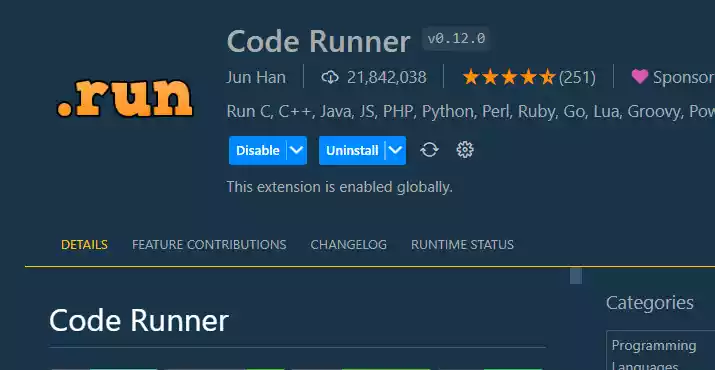 Code Runner v0.12.0
.run
Jun Han 21,842,038 (251) Sponsor
Run C, C++, Java, JS, PHP, Python, Perl, Ruby, Go, Lua, Groovy, Pow
Disable Uninstall
This extension is enabled globally.
DETAILS FEATURE CONTRIBUTIONS CHANGELOG RUNTIME STATUS
Code Runner
Categories
Programming
Languages